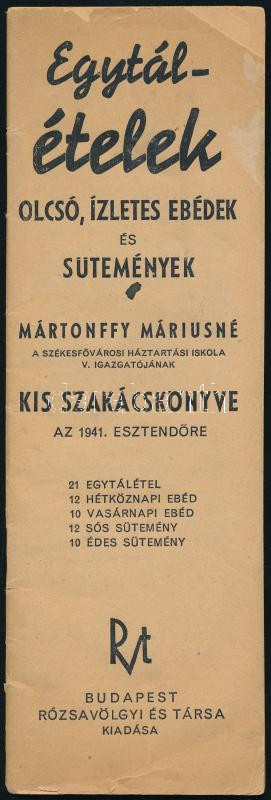 Egytál-
ételek
OLCSÓ, ÍZLETES EBÉDEK
ÉS
SÜTEMÉNYEK
MÁRTONFFY MÁRIUSNÉ
A SZÉKESFŐVÁROSI HÁZTARTÁSI ISKOLA
V. IGAZGATÓJÁNAK
KIS SZAKÁCSKONYVE
AZ 1941. ESZTENDŐRE
21 EGYTÁLÉTEL
12 HÉTKÖZNAPI EBÉD
10 VASÁRNAPI EBÉD
12 SÓS SÜTEMÉNY
10 ÉDES SÜTEMÉNY
Rt
BUDAPEST
RÓZSAVÖLGYI ÉS TÁRSA
KIADÁSA